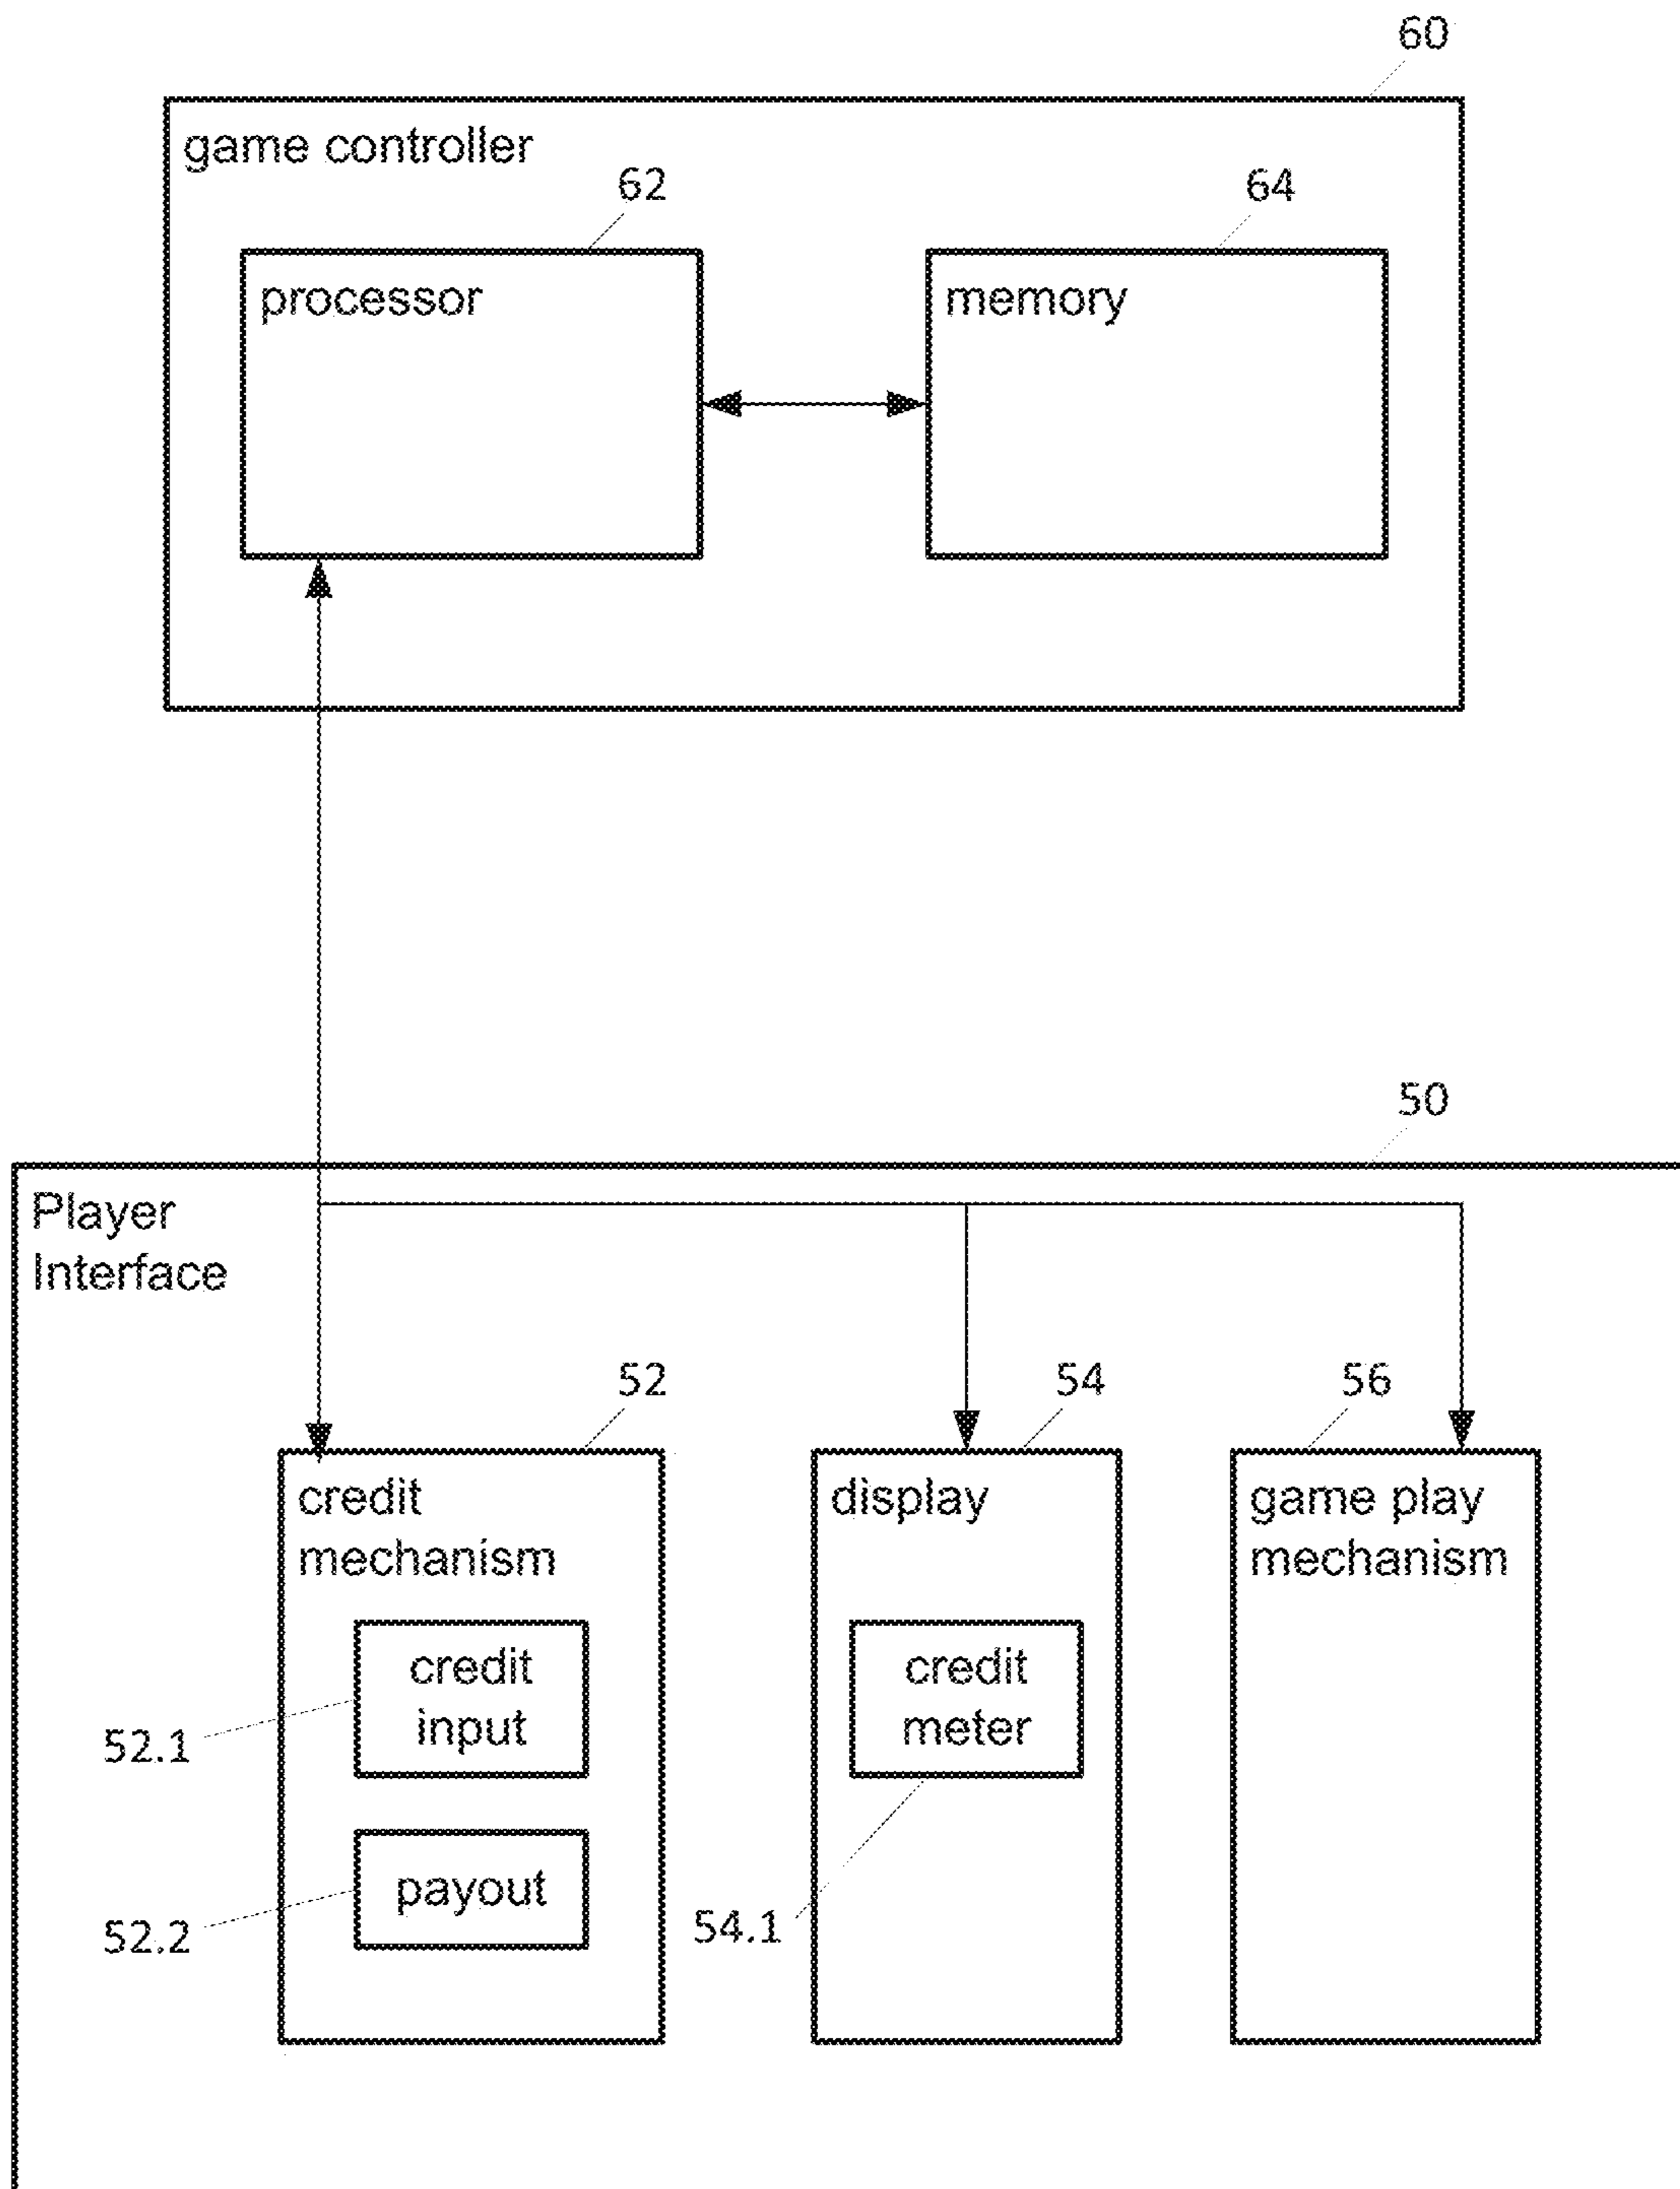 60
game controller
62
64
processor
memory
50
Player
Interface
52
54
56
credit
mechanism
display
game play
mechanism
credit
input
credit
meter
52.1
payout
52.2
54.1